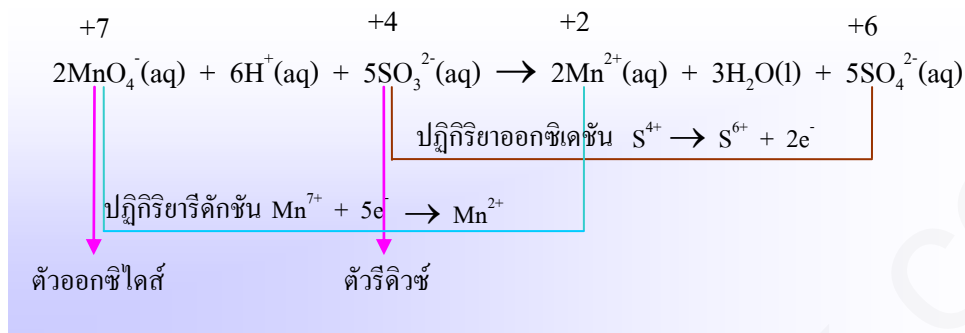 +7 +4 +2 +6
2MnO₄⁻(aq) + 6H⁺(aq) + 5SO₃²⁻(aq) → 2Mn²⁺(aq) + 3H₂O(l) + 5SO₄²⁻(aq)
ปฏิกิริยาออกซิเดชัน S⁴⁺ → S⁶⁺ + 2e⁻
ปฏิกิริยารีดักชัน Mn⁷⁺ + 5e⁻ → Mn²⁺
ตัวออกซิไดส์ ตัวรีดิวซ์